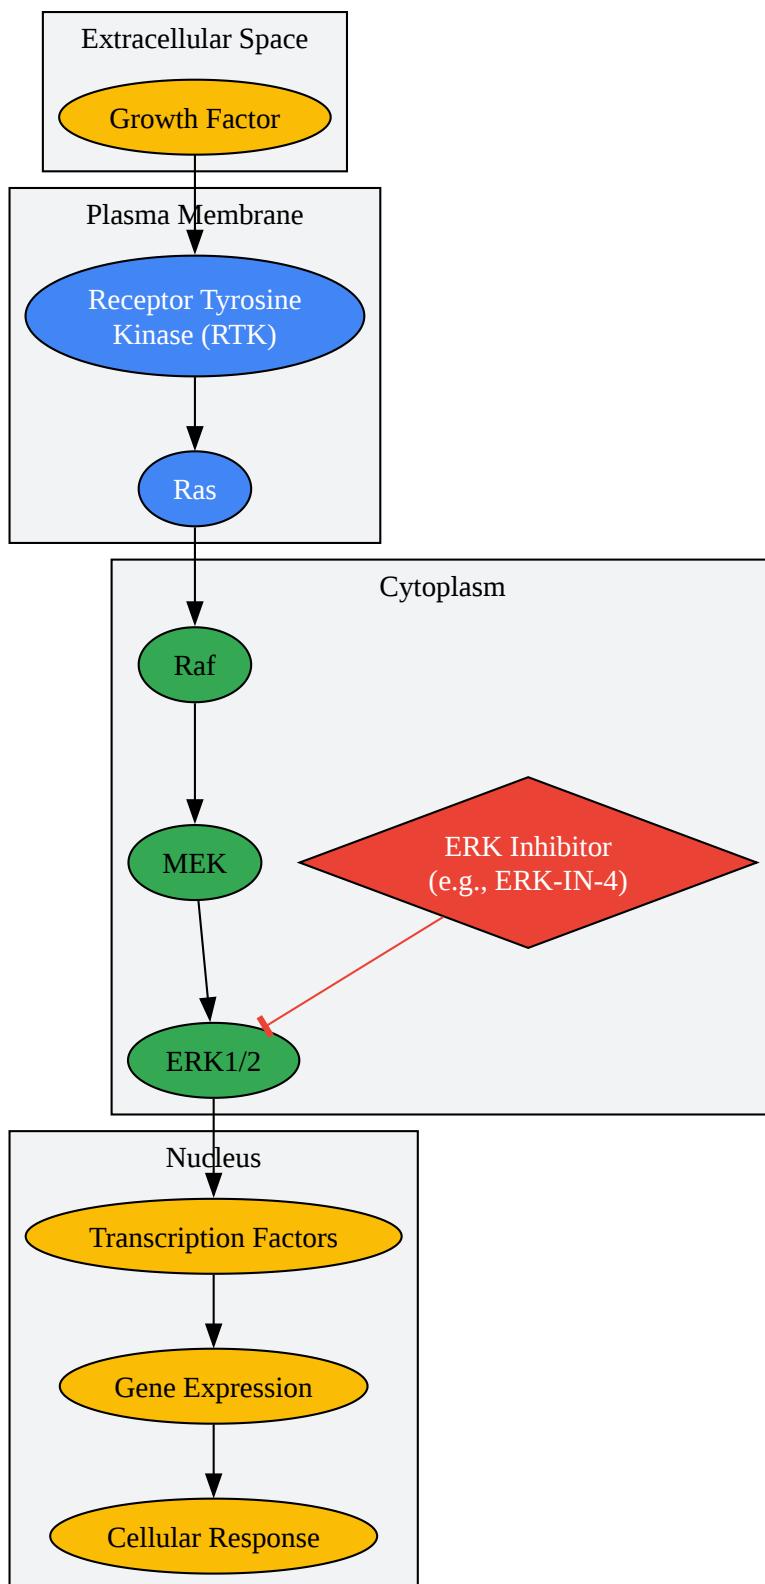 Extracellular Space
Growth Factor
Plasma Membrane
Receptor Tyrosine
Kinase (RTK)
Ras
Cytoplasm
Raf
MEK
ERK Inhibitor
(e.g., ERK-IN-4)
ERK1/2
Nucleus
Transcription Factors
Gene Expression
Cellular Response